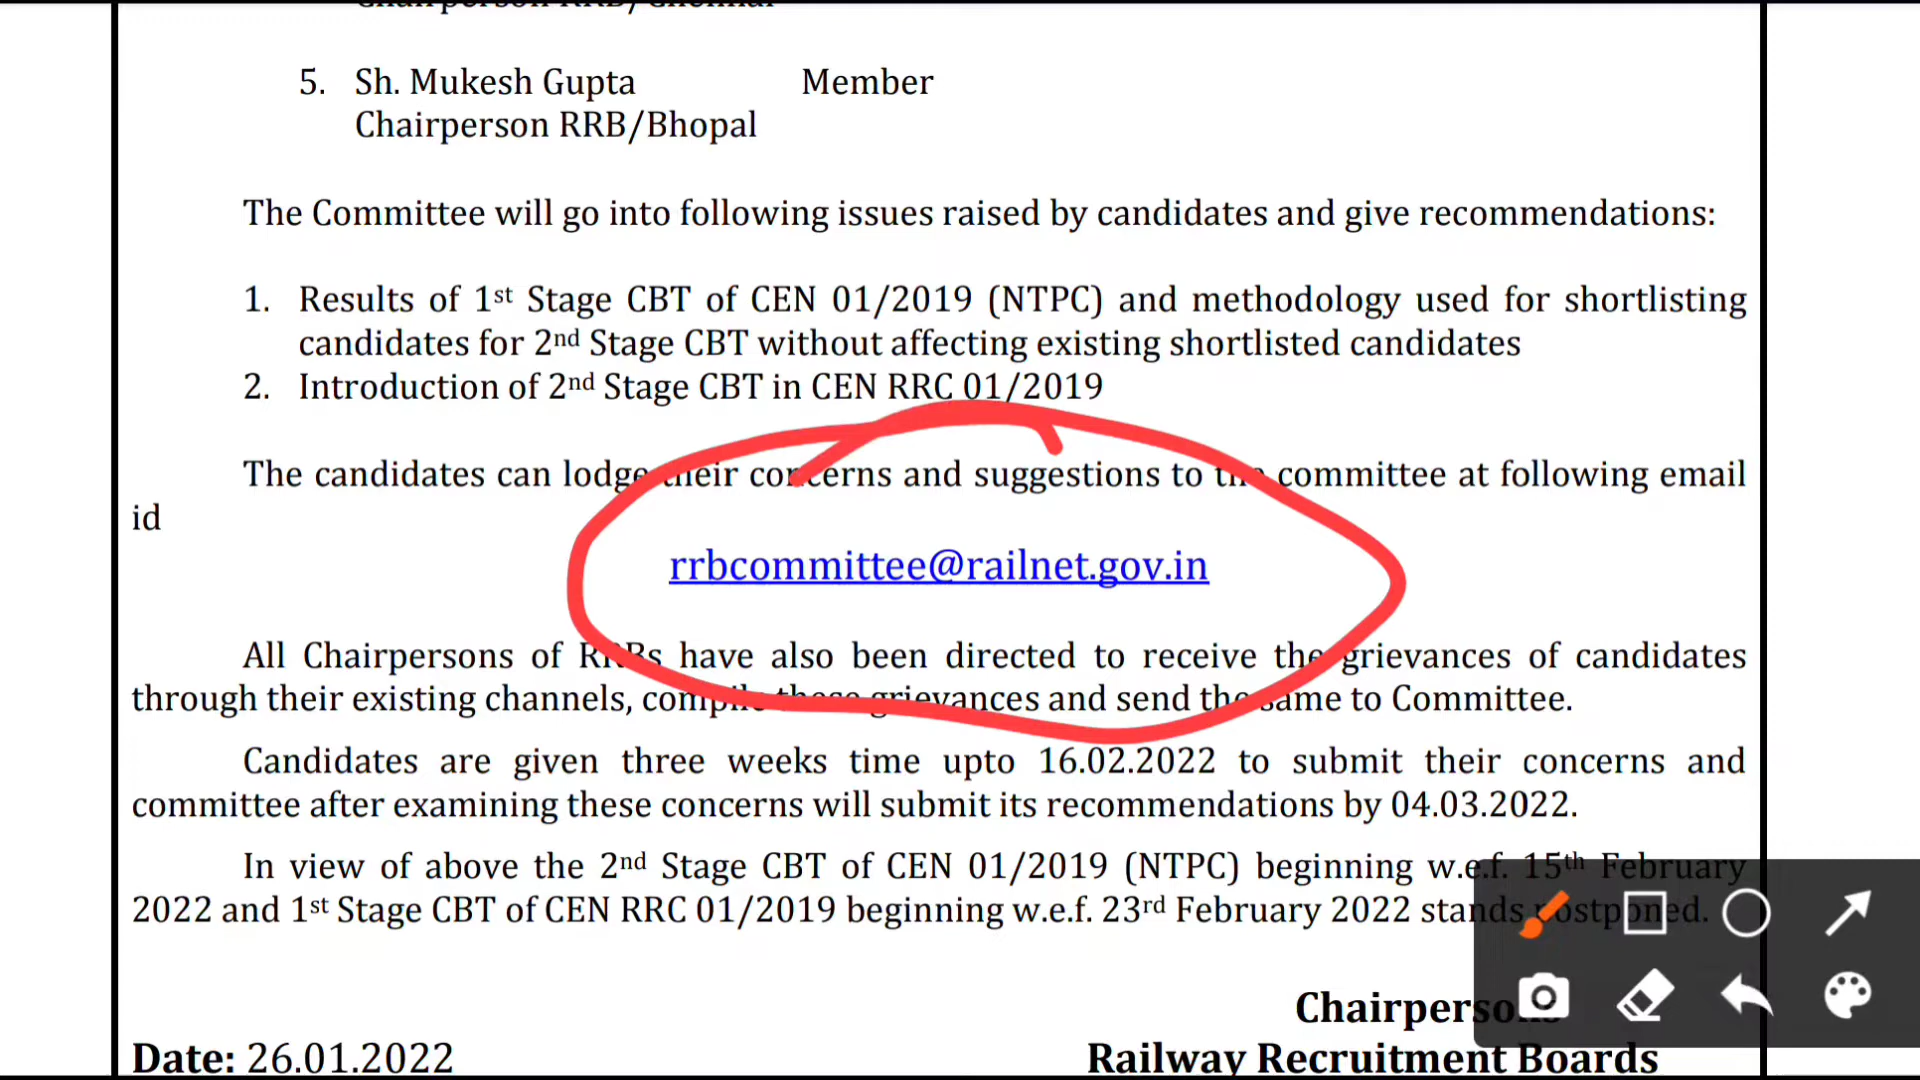 5. Sh. Mukesh Gupta Member
Chairperson RRB/Bhopal
The Committee will go into following issues raised by candidates and give recommendations:
1. Results of 1st Stage CBT of CEN 01/2019 (NTPC) and methodology used for shortlisting
candidates for 2nd Stage CBT without affecting existing shortlisted candidates
2. Introduction of 2nd Stage CBT in CEN RRC 01/2019
The candidates can lodge their concerns and suggestions to the committee at following email
id
rrbcommittee@railnet.gov.in
All Chairpersons of RRBs have also been directed to receive the grievances of candidates
through their existing channels, compile these grievances and send the same to Committee.
Candidates are given three weeks time upto 16.02.2022 to submit their concerns and
committee after examining these concerns will submit its recommendations by 04.03.2022.
In view of above the 2nd Stage CBT of CEN 01/2019 (NTPC) beginning w.e.f. 15th February
2022 and 1st Stage CBT of CEN RRC 01/2019 beginning w.e.f. 23rd February 2022 stands postponed.
Chairpersons
Date: 26.01.2022 Railway Recruitment Boards